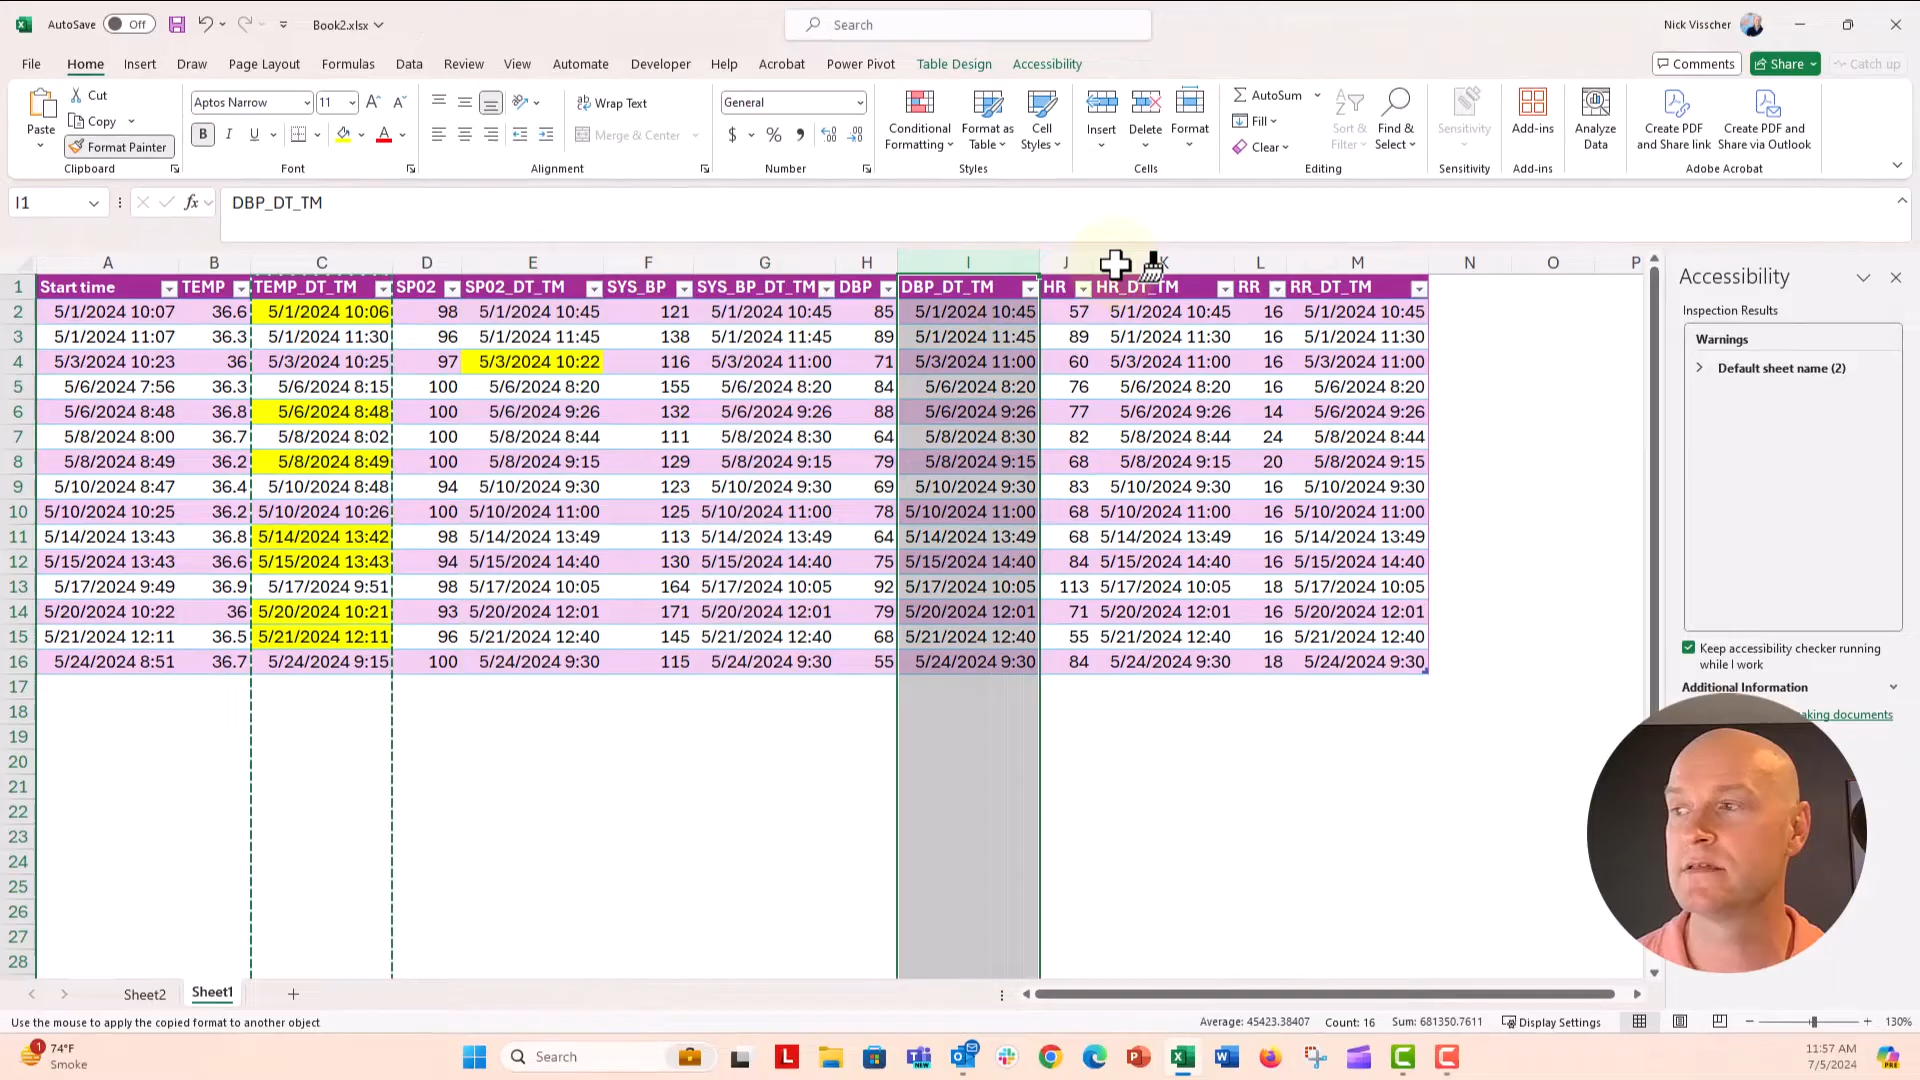 AutoSave Off Book2.xlsx Search Nick Visscher
File Home Insert Draw Page Layout Formulas Data Review View Automate Developer Help Acrobat Power Pivot Table Design Accessibility Comments Share Catch up
Paste Cut Copy Format Painter Clipboard
Aptos Narrow 11 B I U A Font
Wrap Text Merge & Center Alignment
General $ % Number
Conditional Formatting Format as Table Cell Styles Styles
Insert Delete Format Cells
AutoSum Fill Clear Sort & Filter Find & Select Editing
Sensitivity Sensitivity
Add-ins Add-ins
Analyze Data
Create PDF and Share link Create PDF and Share via Outlook Adobe Acrobat
I1 fx DBP_DT_TM
A B C D E F G H I J K L M N O P
1 Start time TEMP TEMP_DT_TM SP02 SP02_DT_TM SYS_BP SYS_BP_DT_TM DBP DBP_DT_TM HR HR_DT_TM RR RR_DT_TM
2 5/1/2024 10:07 36.6 5/1/2024 10:06 98 5/1/2024 10:45 121 5/1/2024 10:45 85 5/1/2024 10:45 57 5/1/2024 10:45 16 5/1/2024 10:45
3 5/1/2024 11:07 36.3 5/1/2024 11:30 96 5/1/2024 11:45 138 5/1/2024 11:45 89 5/1/2024 11:45 89 5/1/2024 11:30 16 5/1/2024 11:30
4 5/3/2024 10:23 36 5/3/2024 10:25 97 5/3/2024 10:22 116 5/3/2024 11:00 71 5/3/2024 11:00 60 5/3/2024 11:00 16 5/3/2024 11:00
5 5/6/2024 7:56 36.3 5/6/2024 8:15 100 5/6/2024 8:20 155 5/6/2024 8:20 84 5/6/2024 8:20 76 5/6/2024 8:20 16 5/6/2024 8:20
6 5/6/2024 8:48 36.8 5/6/2024 8:48 100 5/6/2024 9:26 132 5/6/2024 9:26 88 5/6/2024 9:26 77 5/6/2024 9:26 14 5/6/2024 9:26
7 5/8/2024 8:00 36.7 5/8/2024 8:02 100 5/8/2024 8:44 111 5/8/2024 8:30 64 5/8/2024 8:30 82 5/8/2024 8:44 24 5/8/2024 8:44
8 5/8/2024 8:49 36.2 5/8/2024 8:49 100 5/8/2024 9:15 129 5/8/2024 9:15 79 5/8/2024 9:15 68 5/8/2024 9:15 20 5/8/2024 9:15
9 5/10/2024 8:47 36.4 5/10/2024 8:48 94 5/10/2024 9:30 123 5/10/2024 9:30 69 5/10/2024 9:30 83 5/10/2024 9:30 16 5/10/2024 9:30
10 5/10/2024 10:25 36.2 5/10/2024 10:26 100 5/10/2024 11:00 125 5/10/2024 11:00 78 5/10/2024 11:00 68 5/10/2024 11:00 16 5/10/2024 11:00
11 5/14/2024 13:43 36.8 5/14/2024 13:42 98 5/14/2024 13:49 113 5/14/2024 13:49 64 5/14/2024 13:49 68 5/14/2024 13:49 16 5/14/2024 13:49
12 5/15/2024 13:43 36.6 5/15/2024 13:43 94 5/15/2024 14:40 130 5/15/2024 14:40 75 5/15/2024 14:40 84 5/15/2024 14:40 16 5/15/2024 14:40
13 5/17/2024 9:49 36.9 5/17/2024 9:51 98 5/17/2024 10:05 164 5/17/2024 10:05 92 5/17/2024 10:05 113 5/17/2024 10:05 18 5/17/2024 10:05
14 5/20/2024 10:22 36 5/20/2024 10:21 93 5/20/2024 12:01 171 5/20/2024 12:01 79 5/20/2024 12:01 71 5/20/2024 12:01 16 5/20/2024 12:01
15 5/21/2024 12:11 36.5 5/21/2024 12:11 96 5/21/2024 12:40 145 5/21/2024 12:40 68 5/21/2024 12:40 55 5/21/2024 12:40 16 5/21/2024 12:40
16 5/24/2024 8:51 36.7 5/24/2024 9:15 100 5/24/2024 9:30 115 5/24/2024 9:30 55 5/24/2024 9:30 84 5/24/2024 9:30 18 5/24/2024 9:30
17
18
19
20
21
22
23
24
25
26
27
28
Accessibility
Inspection Results
Warnings
Default sheet name (2)
Keep accessibility checker running
while I work
Additional Information
aking documents
Sheet2 Sheet1
Use the mouse to apply the copied format to another object Average: 45423.38407 Count: 16 Sum: 681350.7611 Display Settings 130%
1 74°F
Smoke
Search
NEW
L
PRE
11:57 AM
7/5/2024